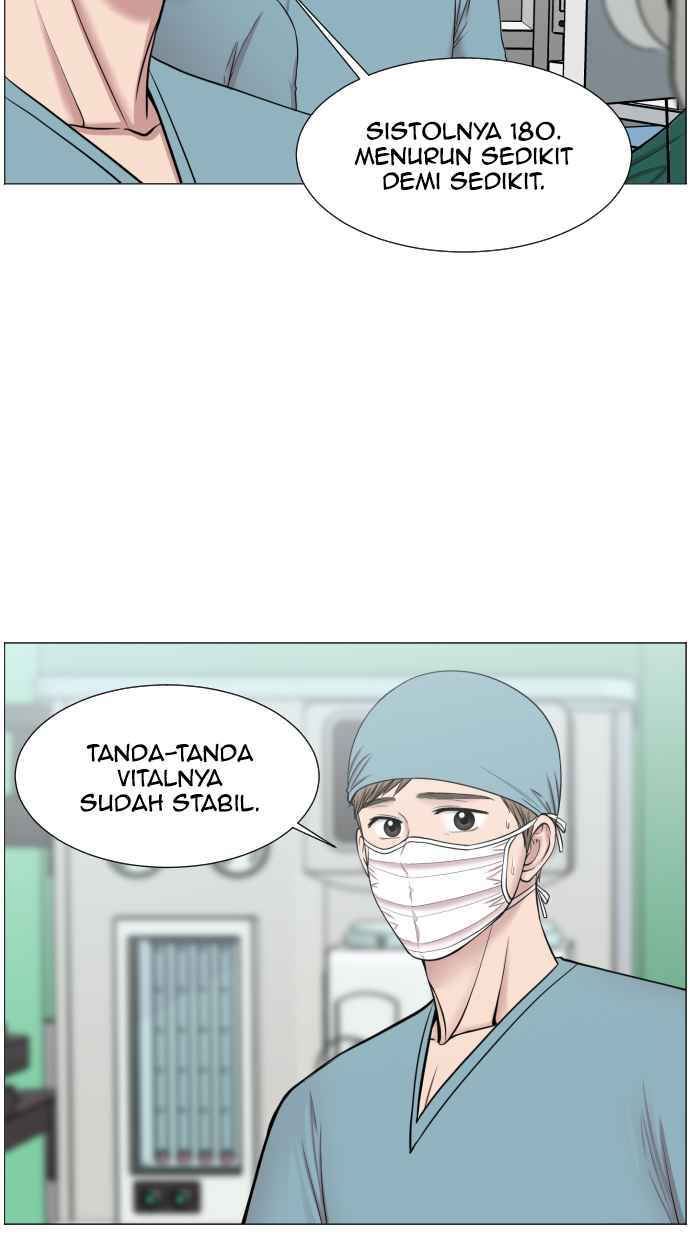 SISTOLNYA 180.
MENURUN SEDIKIT
DEMI SEDIKIT.
TANDA-TANDA
VITALNYA
SUDAH STABIL.